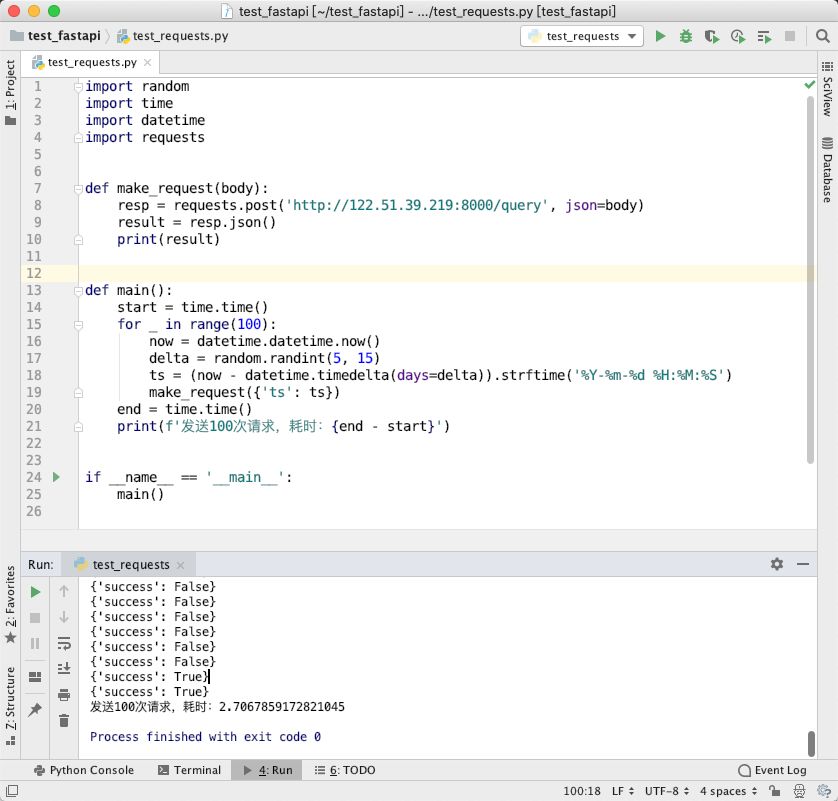 test_fastapi [~/test_fastapi] - .../test_requests.py [test_fastapi]
test_fastapi
test_requests.py
test_requests
1: Project
test_requests.py
1 import random
2 import time
3 import datetime
4 import requests
5
6
7 def make_request(body):
8 resp = requests.post('http://122.51.39.219:8000/query', json=body)
9 result = resp.json()
10 print(result)
11
12
13 def main():
14 start = time.time()
15 for _ in range(100):
16 now = datetime.datetime.now()
17 delta = random.randint(5, 15)
18 ts = (now - datetime.timedelta(days=delta)).strftime('%Y-%m-%d %H:%M:%S')
19 make_request({'ts': ts})
20 end = time.time()
21 print(f'发送100次请求，耗时：{end - start}')
22
23
24 if __name__ == '__main__':
25 main()
26
SciView
Database
2: Favorites
Z: Structure
Run:
test_requests
{'success': False}
{'success': False}
{'success': False}
{'success': False}
{'success': False}
{'success': False}
{'success': True}
{'success': True}
发送100次请求，耗时：2.7067859172821045
Process finished with exit code 0
Python Console
Terminal
4: Run
6: TODO
Event Log
100:18 LF UTF-8 4 spaces